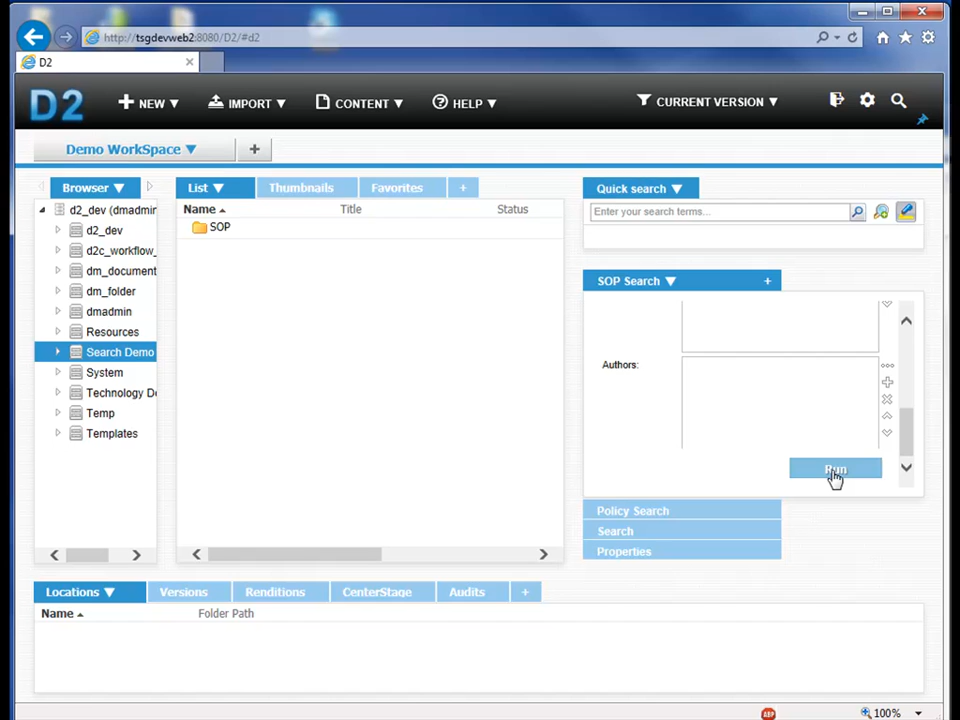 http://tsgdevweb2:8080/D2/#d2
D2
D2
NEW
IMPORT
CONTENT
HELP
CURRENT VERSION
Demo WorkSpace
+
Browser
List
Thumbnails
Favorites
+
Quick search
d2_dev (dmadmin
d2_dev
d2c_workflow_
dm_document
dm_folder
dmadmin
Resources
Search Demo
System
Technology De
Temp
Templates
Name
Title
Status
SOP
Enter your search terms...
SOP Search
+
Authors:
Run
Policy Search
Search
Properties
Locations
Versions
Renditions
CenterStage
Audits
+
Name
Folder Path
ABP
100%